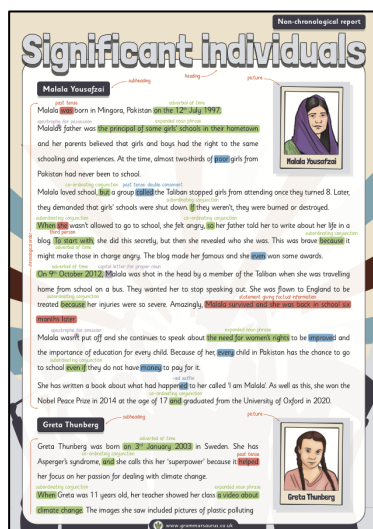 Non-chronological report
Significant individuals
subheading
heading
picture
Malala Yousafzai
past tense
adverbial of time
Malala was born in Mingora, Pakistan on the 12th July 1997.
apostrophe for possession
expanded noun phrase
Malala's father was the principal of some girls' schools in their hometown
and her parents believed that girls and boys had the right to the same
schooling and experiences. At the time, almost two-thirds of poor girls from
Pakistan had never been to school.
Malala Yousafzai
co-ordinating conjunction
past tense double consonant
Malala loved school, but a group called the Taliban stopped girls from attending once they turned 8. Later,
subordinating conjunction
they demanded that girls' schools were shut down. If they weren't, they were burned or destroyed.
subordinating conjunction
co-ordinating conjunction
When she wasn't allowed to go to school, she felt angry, so her father told her to write about her life in a
third person
subordinating conjunction
blog. To start with, she did this secretly, but then she revealed who she was. This was brave because it
adverbial of time
might make those in charge angry. The blog made her famous and she even won some awards.
adverbial of time
capital letter for proper noun
On 9th October 2012, Malala was shot in the head by a member of the Taliban when she was travelling
home from school on a bus. They wanted her to stop speaking out. She was flown to England to be
subordinating conjunction
statement giving factual information
treated because her injuries were so severe. Amazingly, Malala survived and she was back in school six
months later.
chronological order
expanded noun phrase
Malala wasn't put off and she continues to speak about the need for women's rights to be improved and
the importance of education for every child. Because of her, every child in Pakistan has the chance to go
subordinating conjunction
to school even if they do not have money to pay for it.
-ed suffix
She has written a book about what had happened to her called 'I am Malala'. As well as this, she won the
co-ordinating conjunction
Nobel Peace Prize in 2014 at the age of 17 and graduated from the University of Oxford in 2020.
subheading
picture
Greta Thunberg
adverbial of time
Greta Thunberg was born on 3rd January 2003 in Sweden. She has
co-ordinating conjunction
past tense
Asperger's syndrome, and she calls this her 'superpower' because it helped
her focus on her passion for dealing with climate change.
subordinating conjunction
expanded noun phrase
When Greta was 11 years old, her teacher showed her class a video about
climate change. The images she saw included pictures of plastic polluting
Greta Thunberg
www.grammarsaurus.co.uk